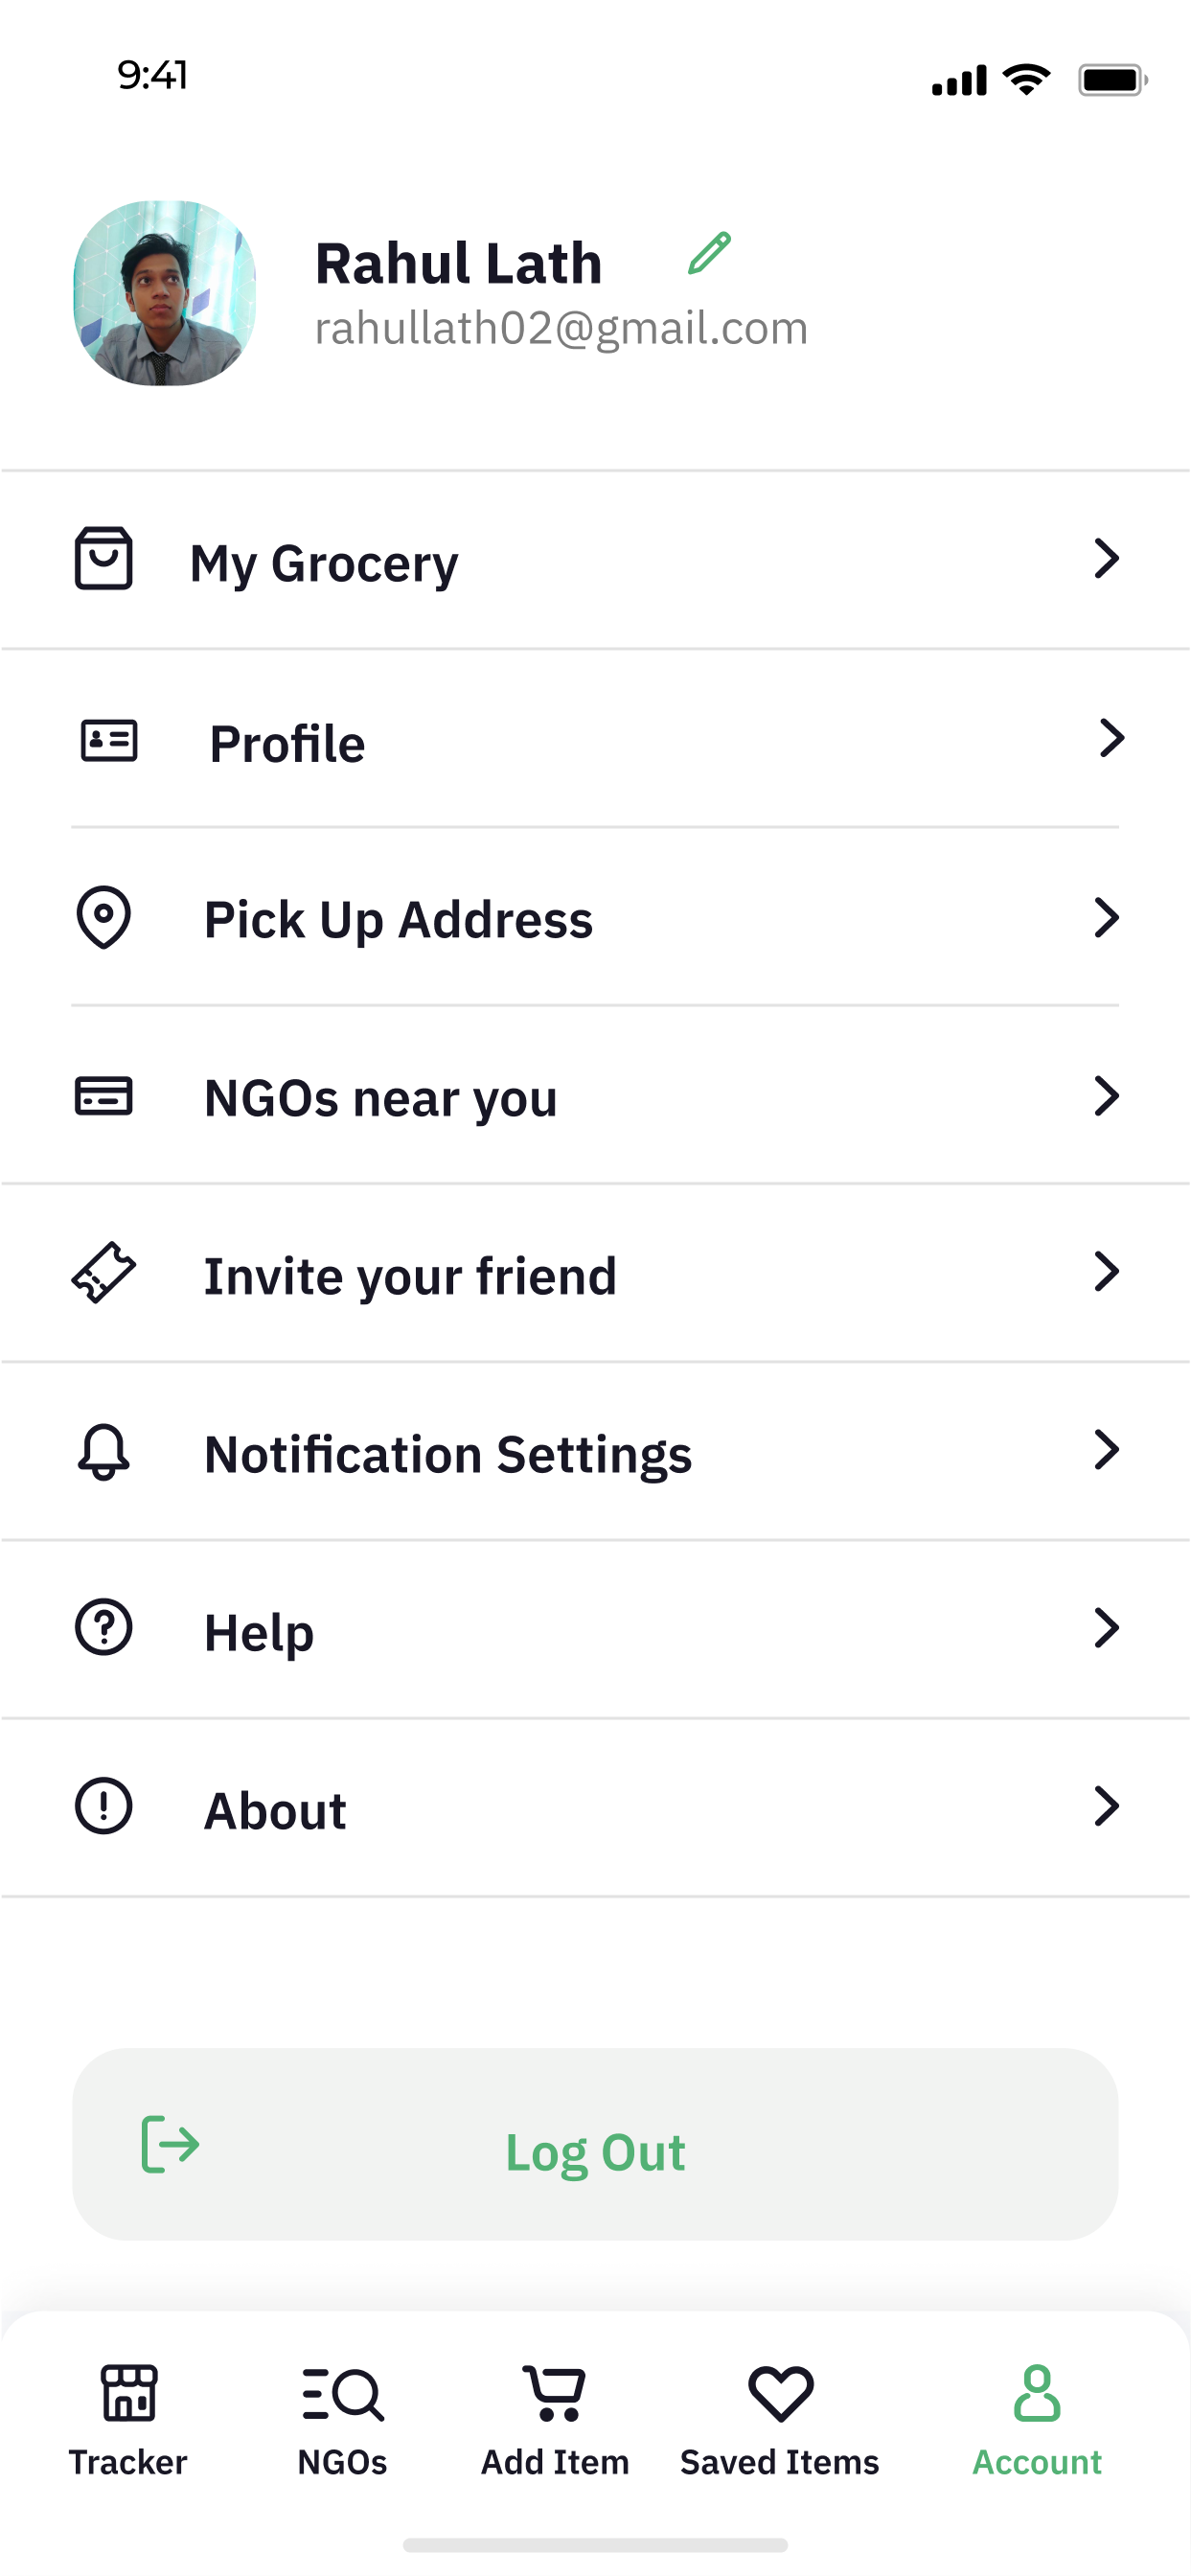 9:41
Rahul Lath
rahullath02@gmail.com
My Grocery
Profile
Pick Up Address
NGOs near you
Invite your friend
Notification Settings
Help
About
Log Out
Tracker NGOs Add Item Saved Items Account